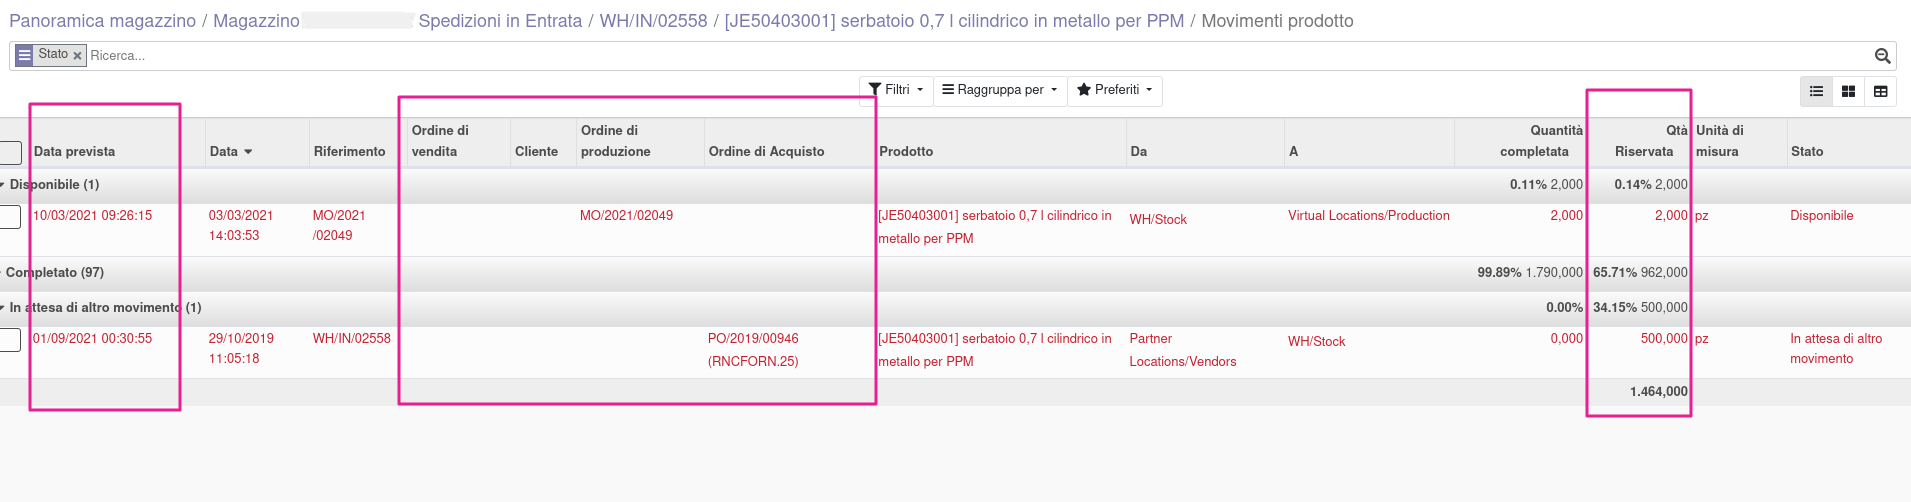 Panoramica magazzino / Magazzino Spedizioni in Entrata / WH/IN/02558 / [JE50403001] serbatoio 0,7 l cilindrico in metallo per PPM / Movimenti prodotto
Stato × Ricerca...
Filtri Raggruppa per Preferiti
Data prevista Data Riferimento Ordine di vendita Cliente Ordine di produzione Ordine di Acquisto Prodotto Da A Quantità completata Qtà Riservata Unità di misura Stato
Disponibile (1) 0.11% 2,000 0.14% 2,000
10/03/2021 09:26:15 03/03/2021 MO/2021 MO/2021/02049 [JE50403001] serbatoio 0,7 l cilindrico in WH/Stock Virtual Locations/Production 2,000 2,000 pz Disponibile
14:03:53 /02049 metallo per PPM
Completato (97) 99.89% 1.790,000 65.71% 962,000
In attesa di altro movimento (1) 0.00% 34.15% 500,000
01/09/2021 00:30:55 29/10/2019 WH/IN/02558 PO/2019/00946 [JE50403001] serbatoio 0,7 l cilindrico in Partner WH/Stock 0,000 500,000 pz In attesa di altro
11:05:18 (RNCFORN.25) metallo per PPM Locations/Vendors movimento
1.464,000